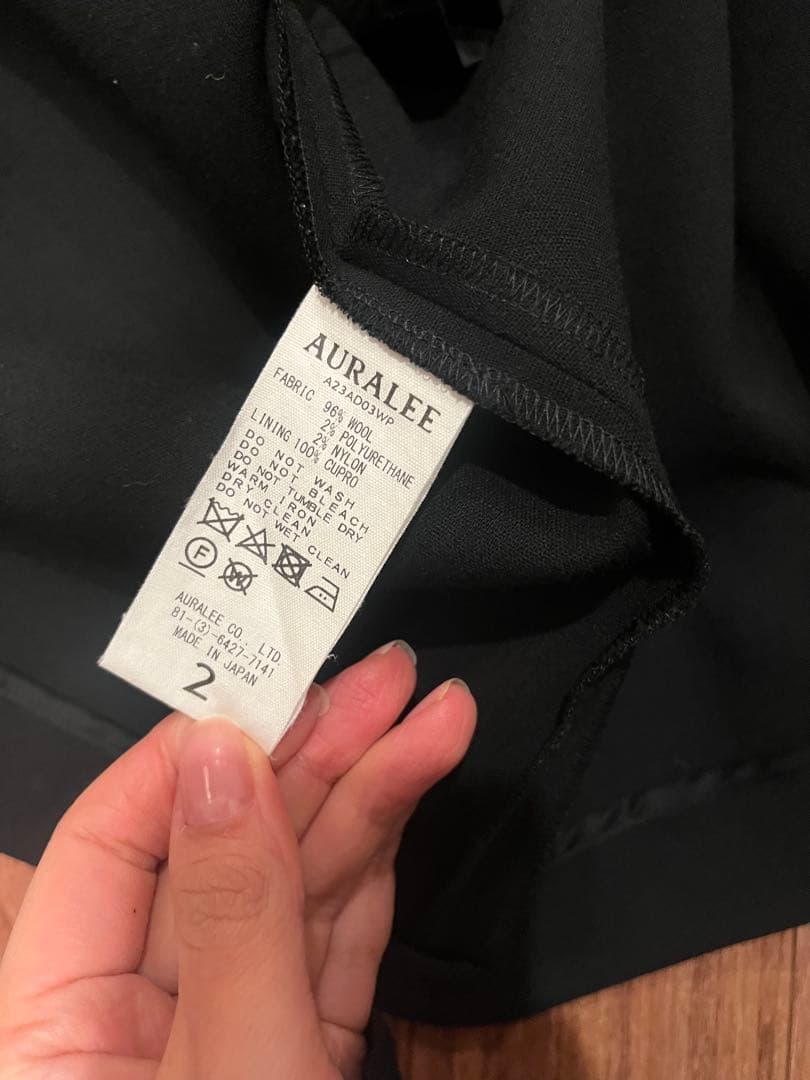 AURALEE
A23AD03WP
FABRIC 96% WOOL
2% POLYURETHANE
2% NYLON
LINING 100% CUPRO
DO NOT WASH
DO NOT BLEACH
DO NOT TUMBLE DRY
WARM IRON
DRY CLEAN
DO NOT WET CLEAN
F W
AURALEE CO., LTD.
81-(3)-6427-7141
MADE IN JAPAN
2